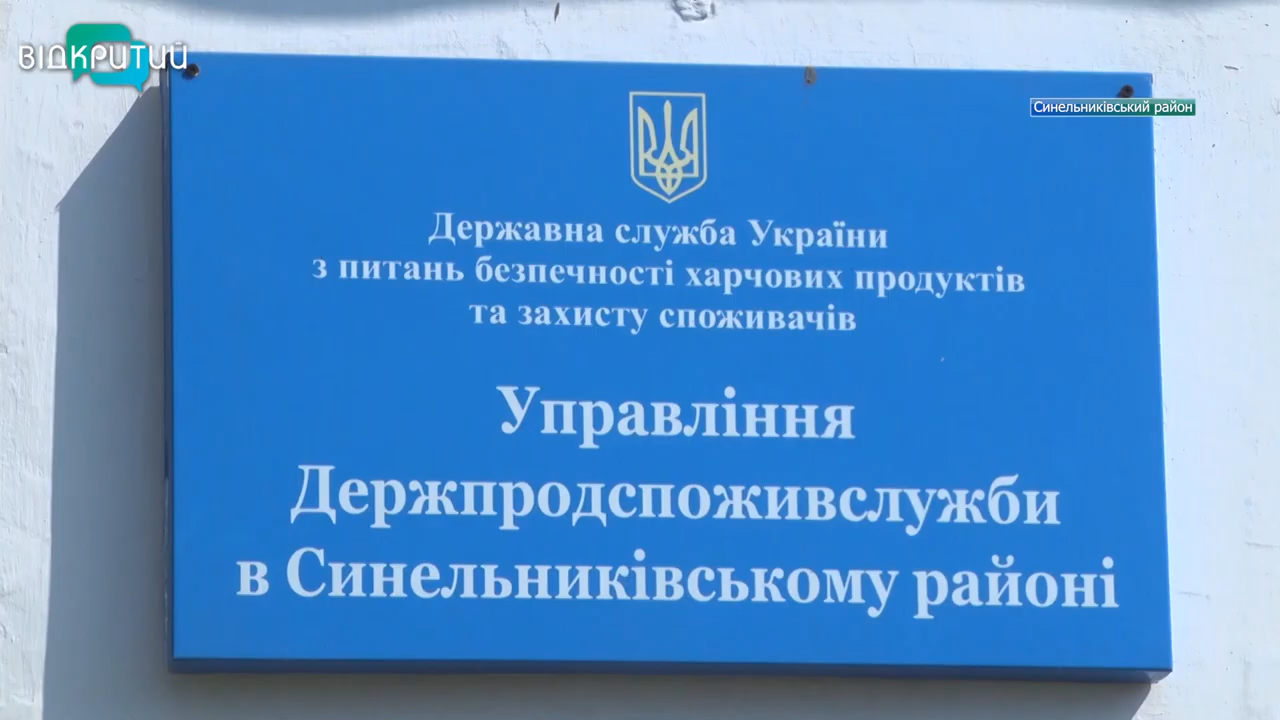 ВІДКРИТИЙ
Синельниківський район
Державна служба України
з питань безпечності харчових продуктів
та захисту споживачів
Управління
Держпродспоживслужби
в Синельниківському районі